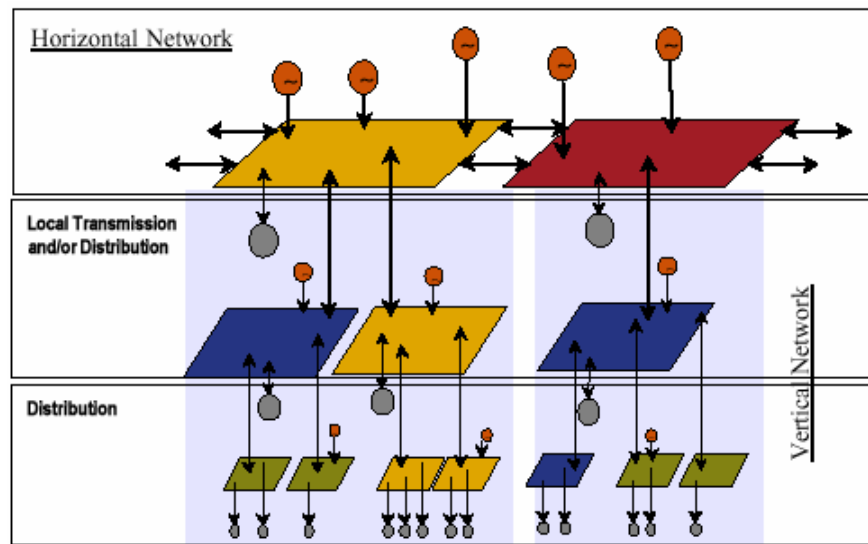 Horizontal Network
Local Transmission
and/or Distribution
Distribution
Vertical Network